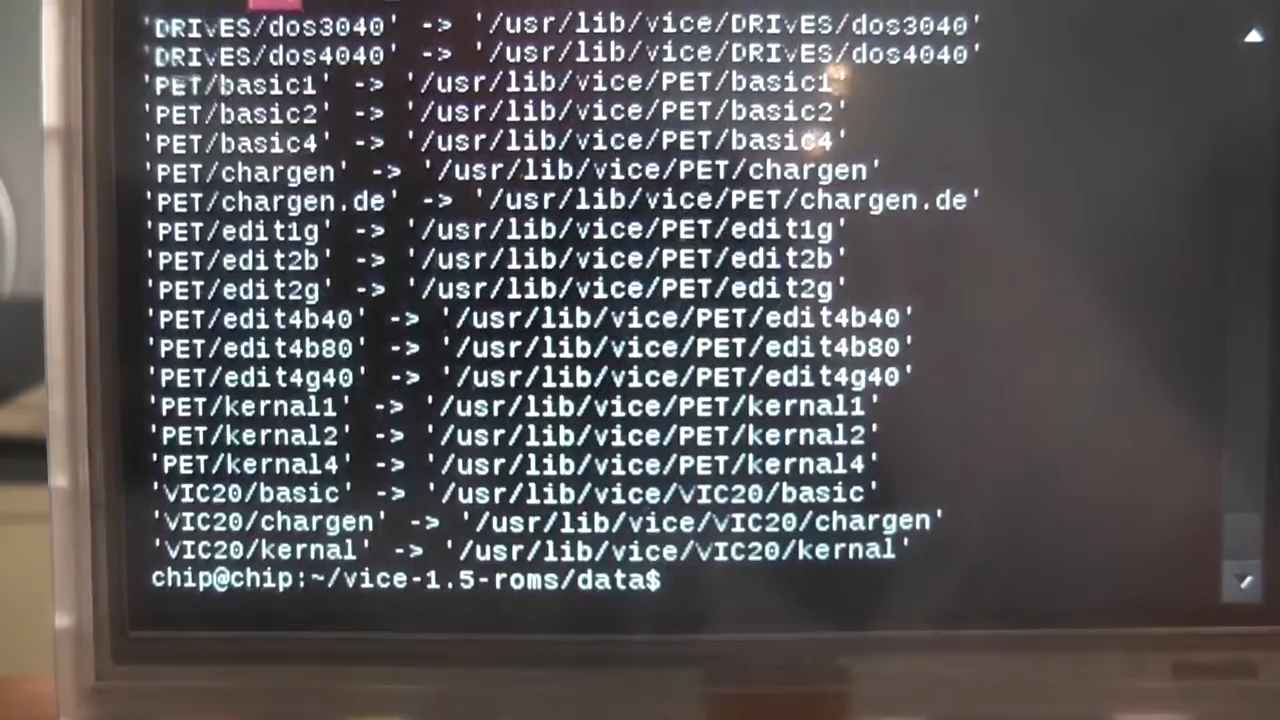 'DRIVES/dos3040' -> '/usr/lib/vice/DRIVES/dos3040'
'DRIVES/dos4040' -> '/usr/lib/vice/DRIVES/dos4040'
'PET/basic1' -> '/usr/lib/vice/PET/basic1'
'PET/basic2' -> '/usr/lib/vice/PET/basic2'
'PET/basic4' -> '/usr/lib/vice/PET/basic4'
'PET/chargen' -> '/usr/lib/vice/PET/chargen'
'PET/chargen.de' -> '/usr/lib/vice/PET/chargen.de'
'PET/edit1g' -> '/usr/lib/vice/PET/edit1g'
'PET/edit2b' -> '/usr/lib/vice/PET/edit2b'
'PET/edit2g' -> '/usr/lib/vice/PET/edit2g'
'PET/edit4b40' -> '/usr/lib/vice/PET/edit4b40'
'PET/edit4b80' -> '/usr/lib/vice/PET/edit4b80'
'PET/edit4g40' -> '/usr/lib/vice/PET/edit4g40'
'PET/kernal1' -> '/usr/lib/vice/PET/kernal1'
'PET/kernal2' -> '/usr/lib/vice/PET/kernal2'
'PET/kernal4' -> '/usr/lib/vice/PET/kernal4'
'VIC20/basic' -> '/usr/lib/vice/VIC20/basic'
'VIC20/chargen' -> '/usr/lib/vice/VIC20/chargen'
'VIC20/kernal' -> '/usr/lib/vice/VIC20/kernal'
chip@chip:~/vice-1.5-roms/data$